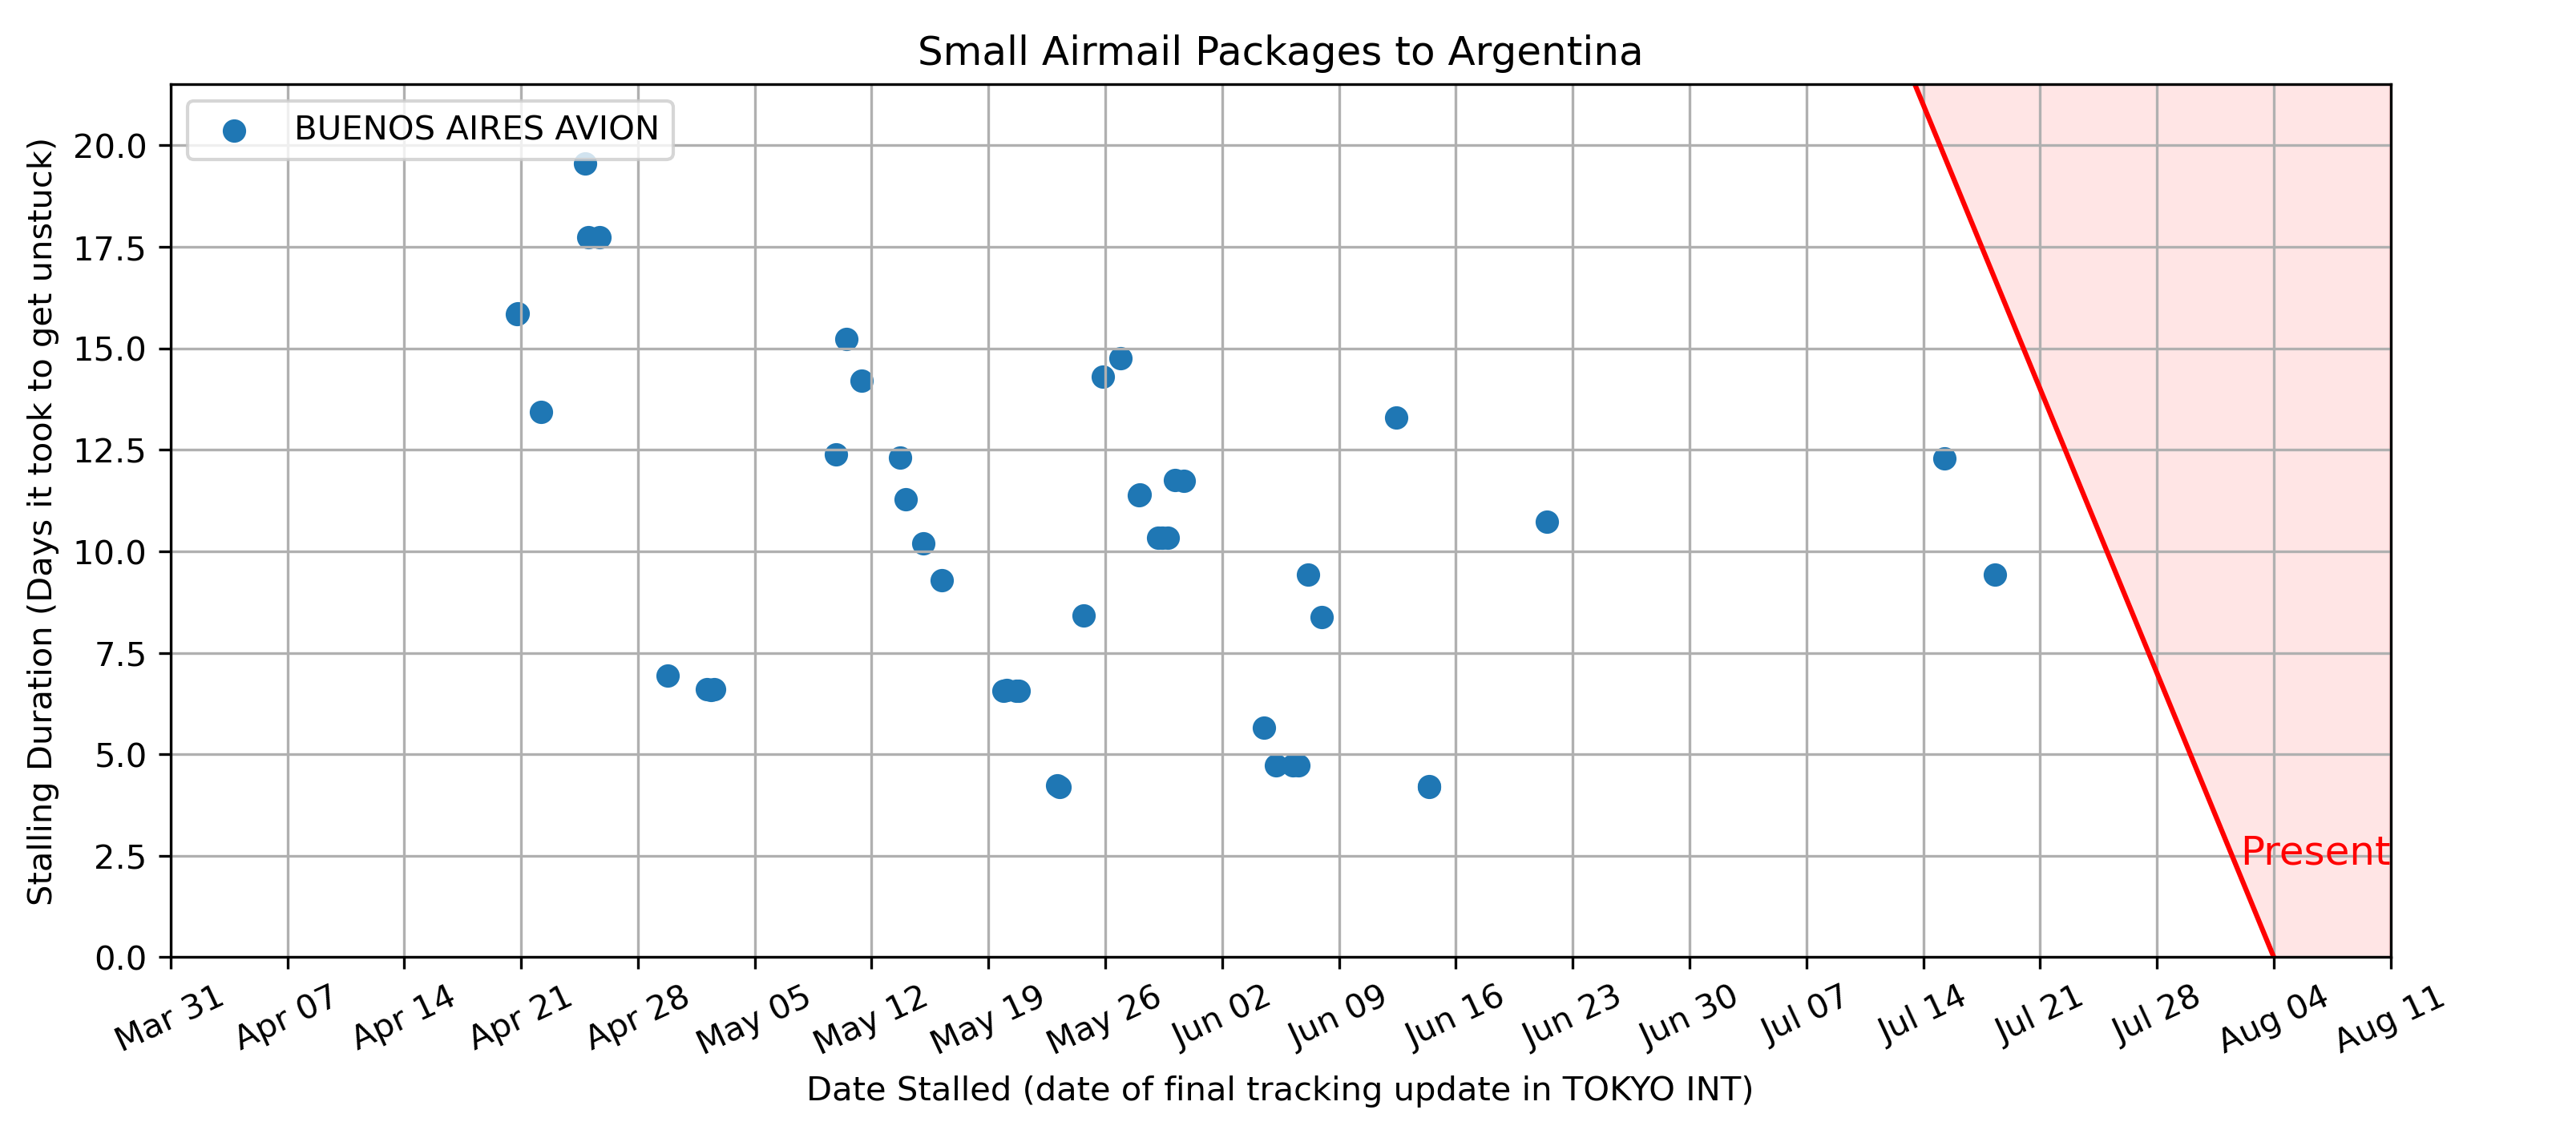 Small Airmail Packages to Argentina
BUENOS AIRES AVION
Stalling Duration (Days it took to get unstuck)
20.0
17.5
15.0
12.5
10.0
7.5
5.0
2.5
0.0
Present
Mar 31
Apr 07
Apr 14
Apr 21
Apr 28
May 05
May 12
May 19
May 26
Jun 02
Jun 09
Jun 16
Jun 23
Jun 30
Jul 07
Jul 14
Jul 21
Jul 28
Aug 04
Aug 11
Date Stalled (date of final tracking update in TOKYO INT)